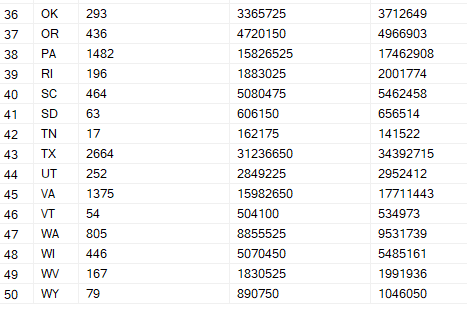 36 OK 293 3365725 3712649
37 OR 436 4720150 4966903
38 PA 1482 15826525 17462908
39 RI 196 1883025 2001774
40 SC 464 5080475 5462458
41 SD 63 606150 656514
42 TN 17 162175 141522
43 TX 2664 31236650 34392715
44 UT 252 2849225 2952412
45 VA 1375 15982650 17711443
46 VT 54 504100 534973
47 WA 805 8855525 9531739
48 WI 446 5070450 5485161
49 WV 167 1830525 1991936
50 WY 79 890750 1046050